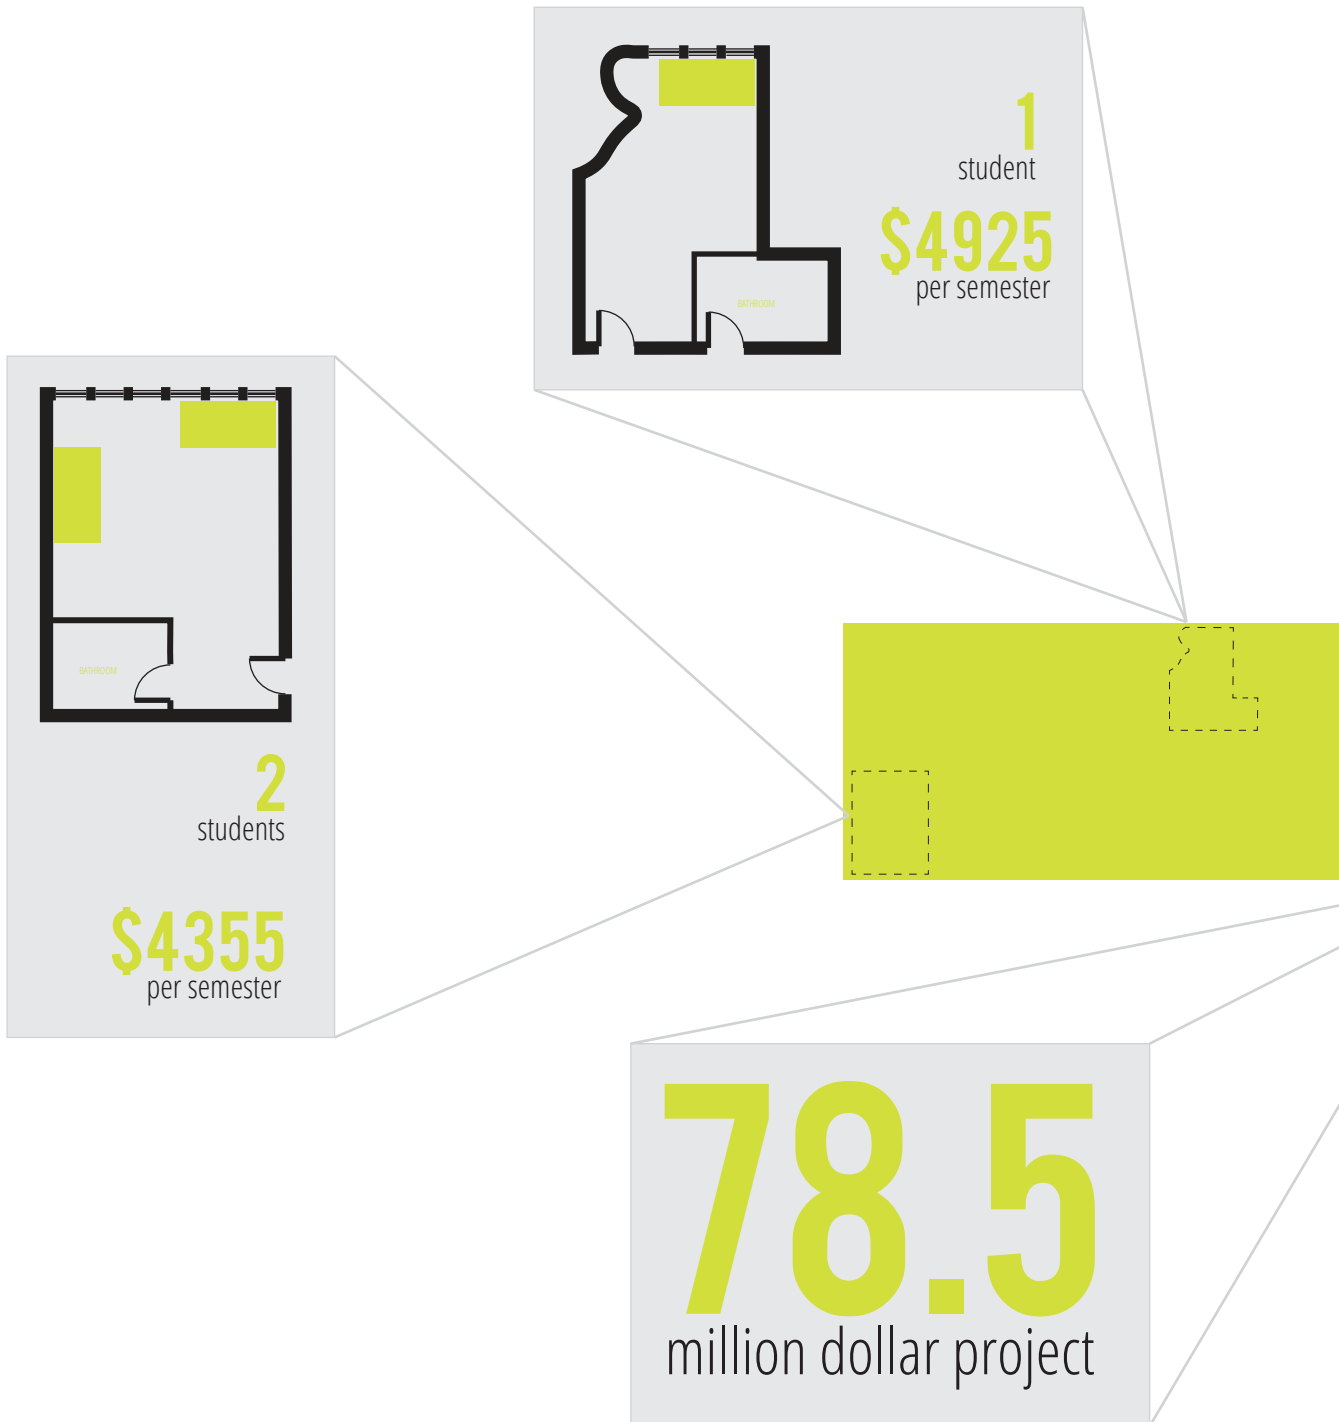 1
student
$4925
per semester
BATHROOM
BATHROOM
2
students
$4355
per semester
78.5
million dollar project